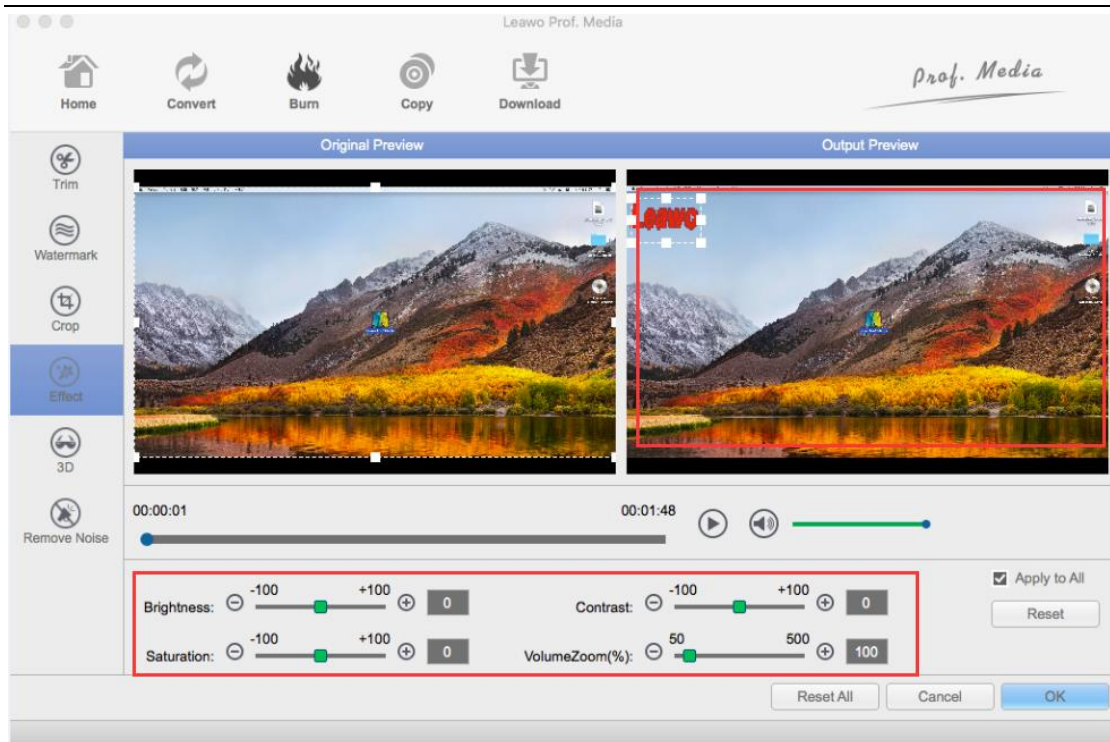 Leawo Prof. Media
Home Convert Burn Copy Download
Prof. Media
Original Preview Output Preview
Trim
Watermark
Crop
Effect
3D
Remove Noise
Leawo
00:00:01 00:01:48
Brightness: -100 +100 0 Contrast: -100 +100 0
Saturation: -100 +100 0 VolumeZoom(%): 50 500 100
Apply to All
Reset
Reset All Cancel OK